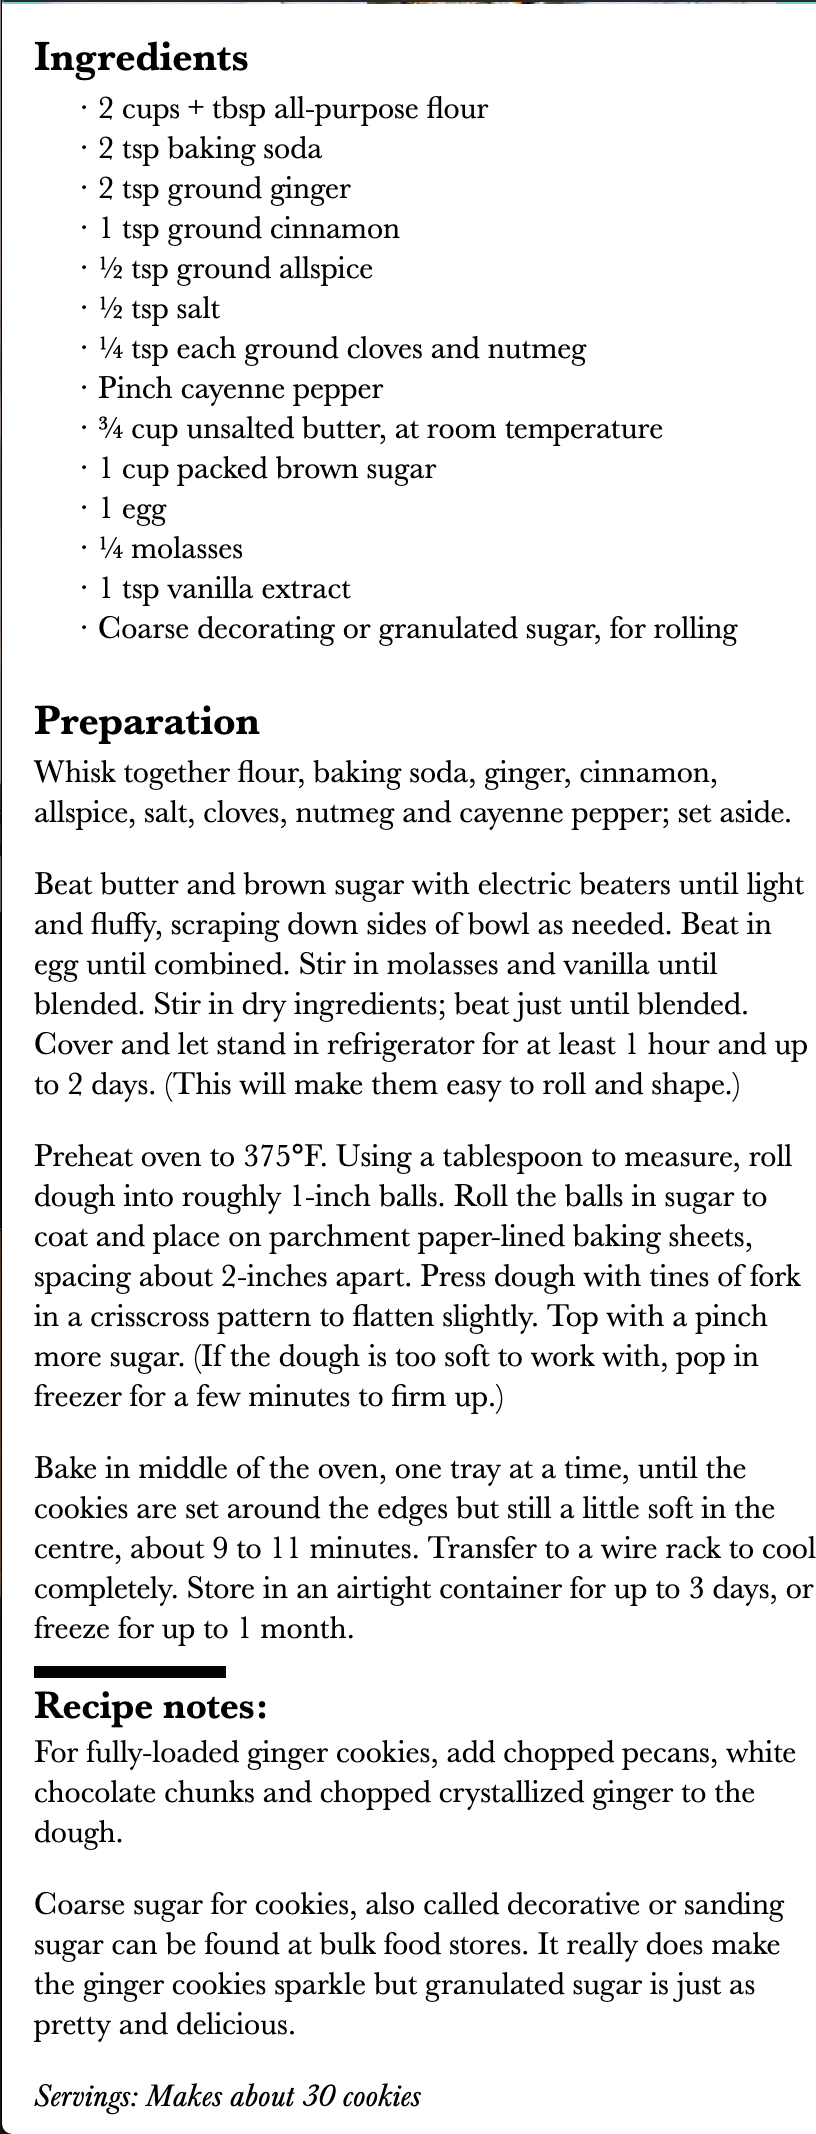 Ingredients
· 2 cups + tbsp all-purpose flour
· 2 tsp baking soda
· 2 tsp ground ginger
· 1 tsp ground cinnamon
· ½ tsp ground allspice
· ½ tsp salt
· ¼ tsp each ground cloves and nutmeg
· Pinch cayenne pepper
· ¾ cup unsalted butter, at room temperature
· 1 cup packed brown sugar
· 1 egg
· ¼ molasses
· 1 tsp vanilla extract
· Coarse decorating or granulated sugar, for rolling
Preparation
Whisk together flour, baking soda, ginger, cinnamon,
allspice, salt, cloves, nutmeg and cayenne pepper; set aside.
Beat butter and brown sugar with electric beaters until light
and fluffy, scraping down sides of bowl as needed. Beat in
egg until combined. Stir in molasses and vanilla until
blended. Stir in dry ingredients; beat just until blended.
Cover and let stand in refrigerator for at least 1 hour and up
to 2 days. (This will make them easy to roll and shape.)
Preheat oven to 375°F. Using a tablespoon to measure, roll
dough into roughly 1-inch balls. Roll the balls in sugar to
coat and place on parchment paper-lined baking sheets,
spacing about 2-inches apart. Press dough with tines of fork
in a crisscross pattern to flatten slightly. Top with a pinch
more sugar. (If the dough is too soft to work with, pop in
freezer for a few minutes to firm up.)
Bake in middle of the oven, one tray at a time, until the
cookies are set around the edges but still a little soft in the
centre, about 9 to 11 minutes. Transfer to a wire rack to cool
completely. Store in an airtight container for up to 3 days, or
freeze for up to 1 month.
Recipe notes:
For fully-loaded ginger cookies, add chopped pecans, white
chocolate chunks and chopped crystallized ginger to the
dough.
Coarse sugar for cookies, also called decorative or sanding
sugar can be found at bulk food stores. It really does make
the ginger cookies sparkle but granulated sugar is just as
pretty and delicious.
Servings: Makes about 30 cookies